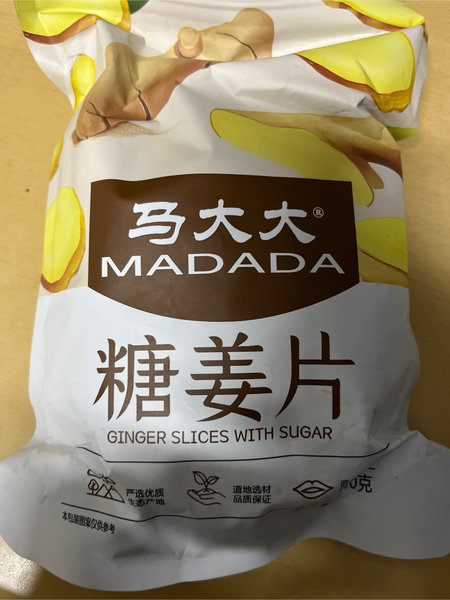 马大大®
MADADA
糖姜片
GINGER SLICES WITH SUGAR
严选优质
生态产地
道地选材
品质保证
克
本包装图案仅供参考